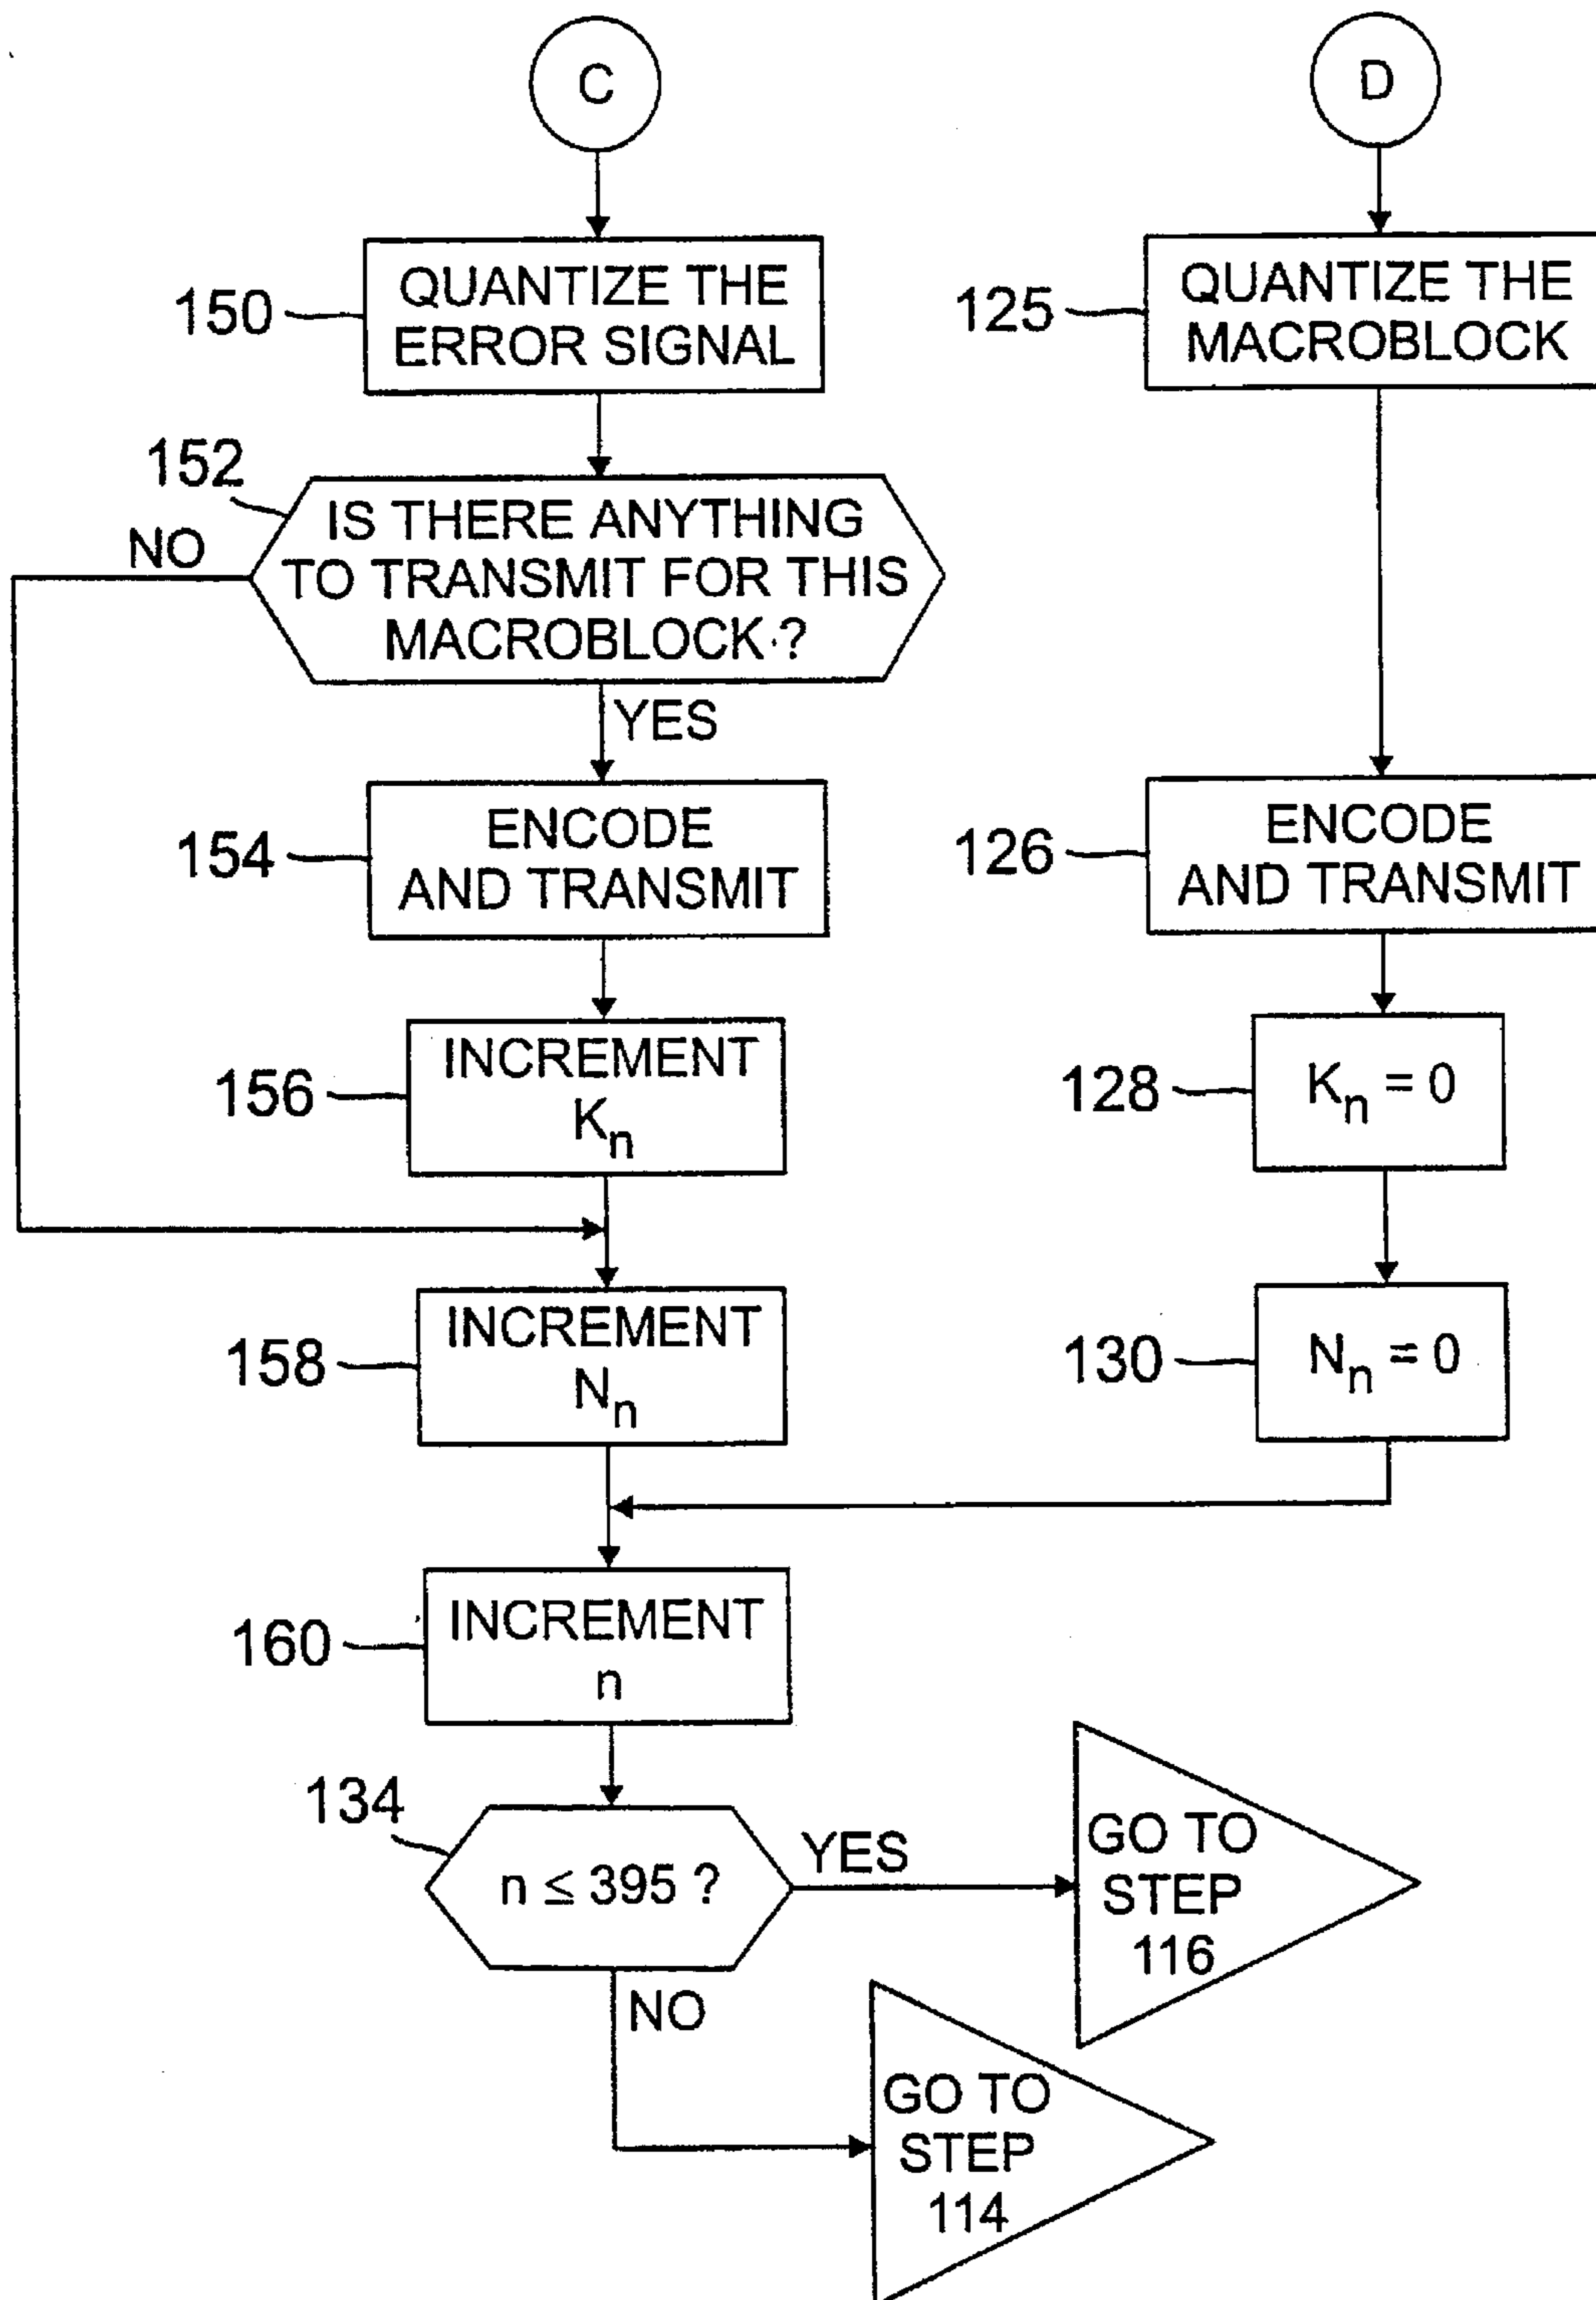 C
D
150
QUANTIZE THE
ERROR SIGNAL
125
QUANTIZE THE
MACROBLOCK
152
NO
IS THERE ANYTHING
TO TRANSMIT FOR THIS
MACROBLOCK ?
YES
154
ENCODE
AND TRANSMIT
126
ENCODE
AND TRANSMIT
156
INCREMENT
Kn
128
Kn = 0
158
INCREMENT
Nn
130
Nn = 0
160
INCREMENT
n
134
n ≤ 395 ?
YES
GO TO
STEP
116
NO
GO TO
STEP
114